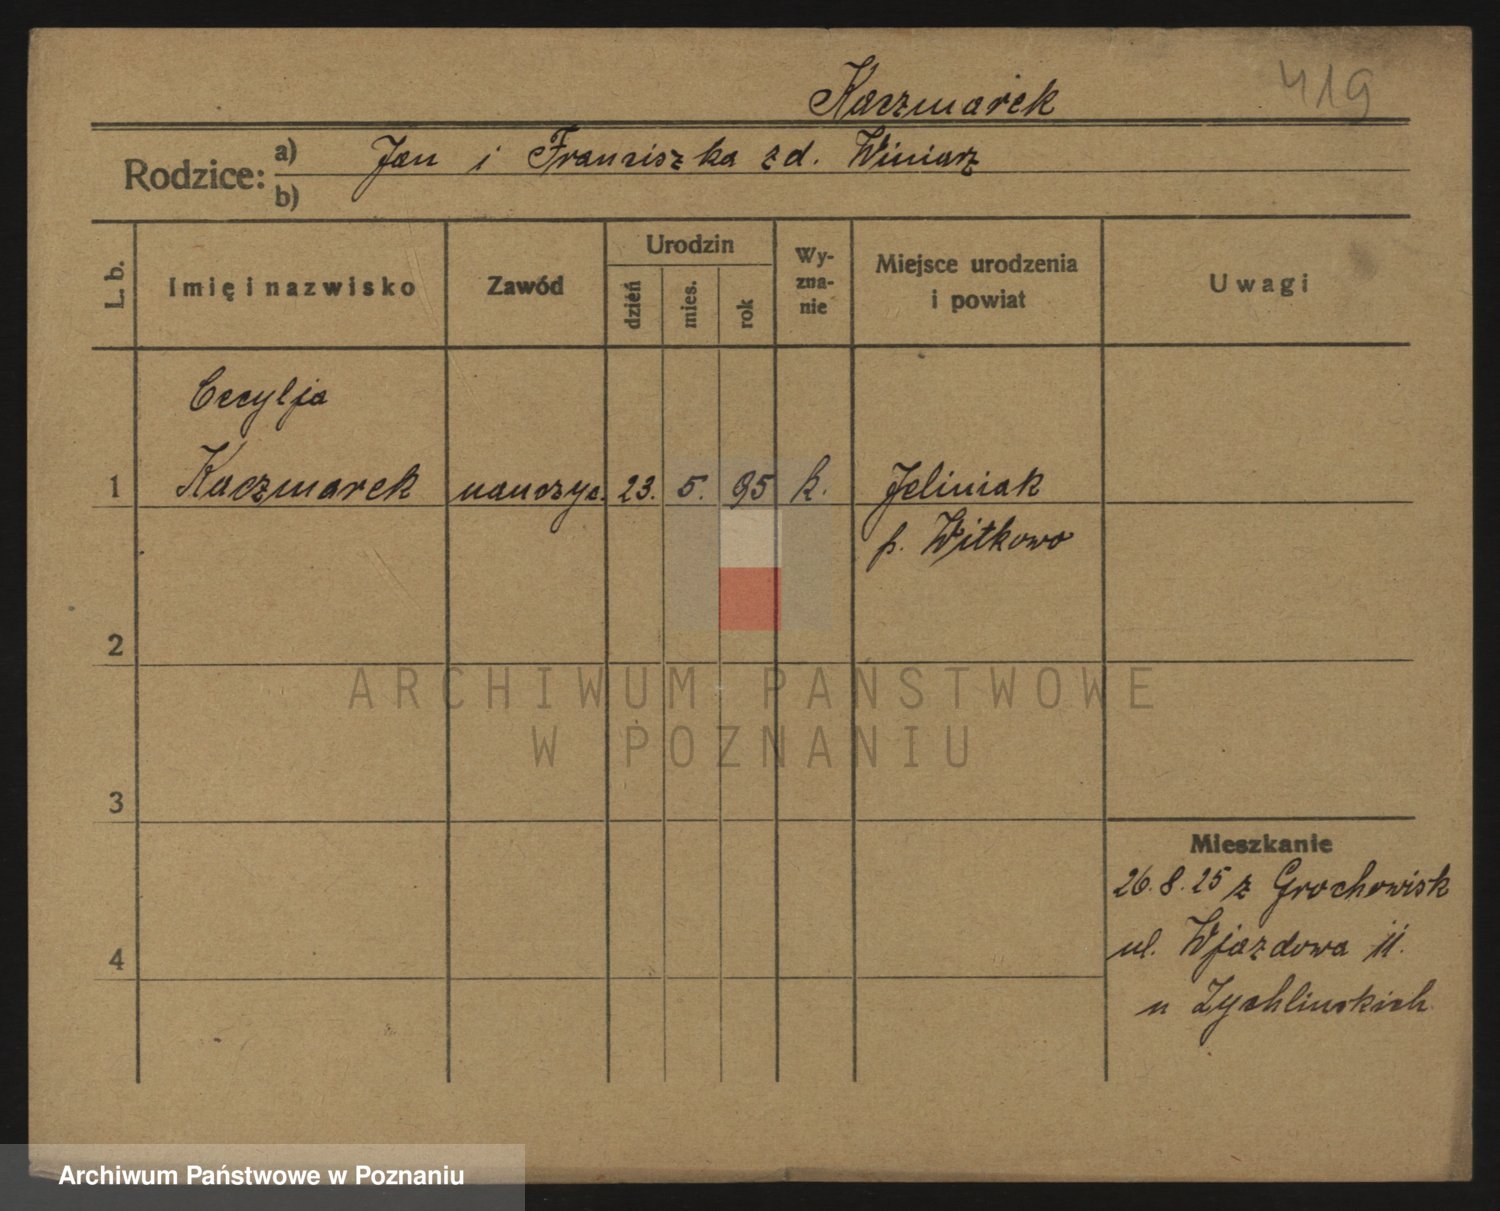 419
Kaczmarek
Rodzice: a) Jan i Franciszka zd. Winiarz
b)
L. b.
Imię i nazwisko
Zawód
Urodzin
dzień
mies.
rok
Wy-
zna-
nie
Miejsce urodzenia
i powiat
Uwagi
Cecylja
1 Kaczmarek nauczyc. 23. 5. 95 k. Jeliniak
p. Witkowo
2
ARCHIWUM PAŃSTWOWE
W POZNANIU
3
Mieszkanie
26.8.25 z Grochowisk
ul. Wjazdowa 11.
4
u Zychlinskich
Archiwum Państwowe w Poznaniu